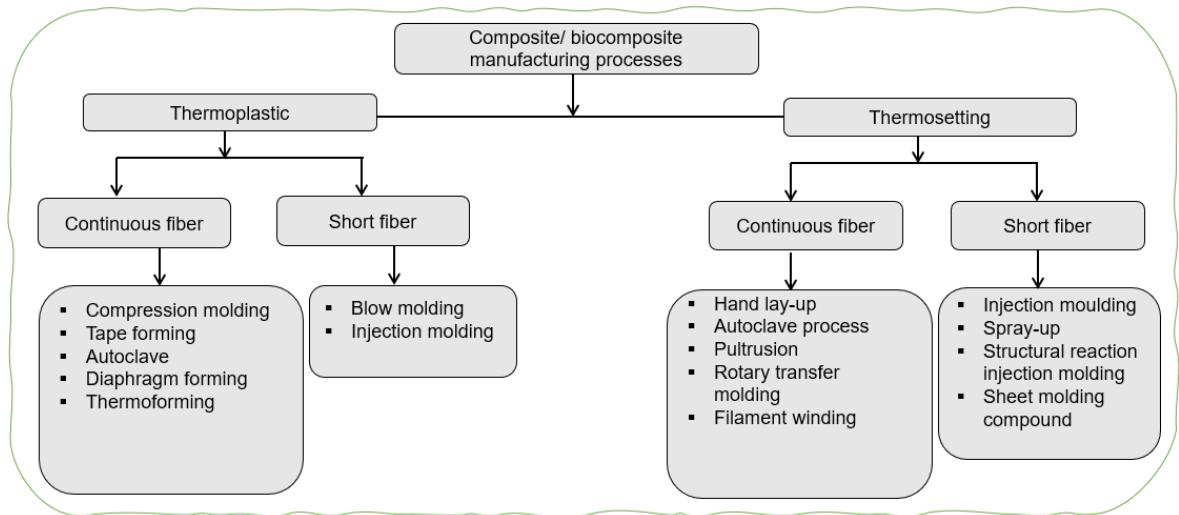 Composite/ biocomposite
manufacturing processes
Thermoplastic
Thermosetting
Continuous fiber
Short fiber
Continuous fiber
Short fiber
▪ Compression molding
▪ Tape forming
▪ Autoclave
▪ Diaphragm forming
▪ Thermoforming
▪ Blow molding
▪ Injection molding
▪ Hand lay-up
▪ Autoclave process
▪ Pultrusion
▪ Rotary transfer
molding
▪ Filament winding
▪ Injection moulding
▪ Spray-up
▪ Structural reaction
injection molding
▪ Sheet molding
compound